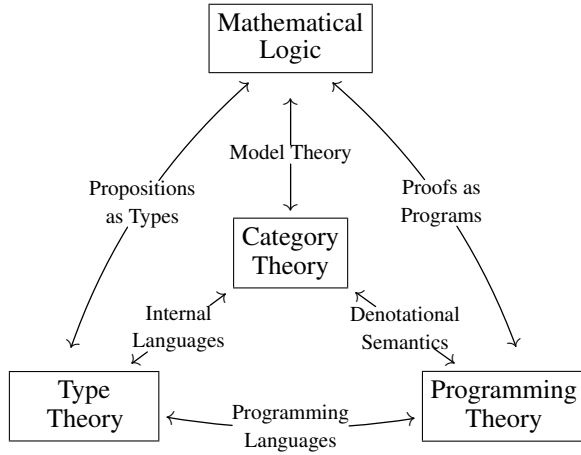 Mathematical
Logic
Model Theory
Propositions
as Types
Proofs as
Programs
Category
Theory
Internal
Languages
Denotational
Semantics
Type
Theory
Programming
Languages
Programming
Theory